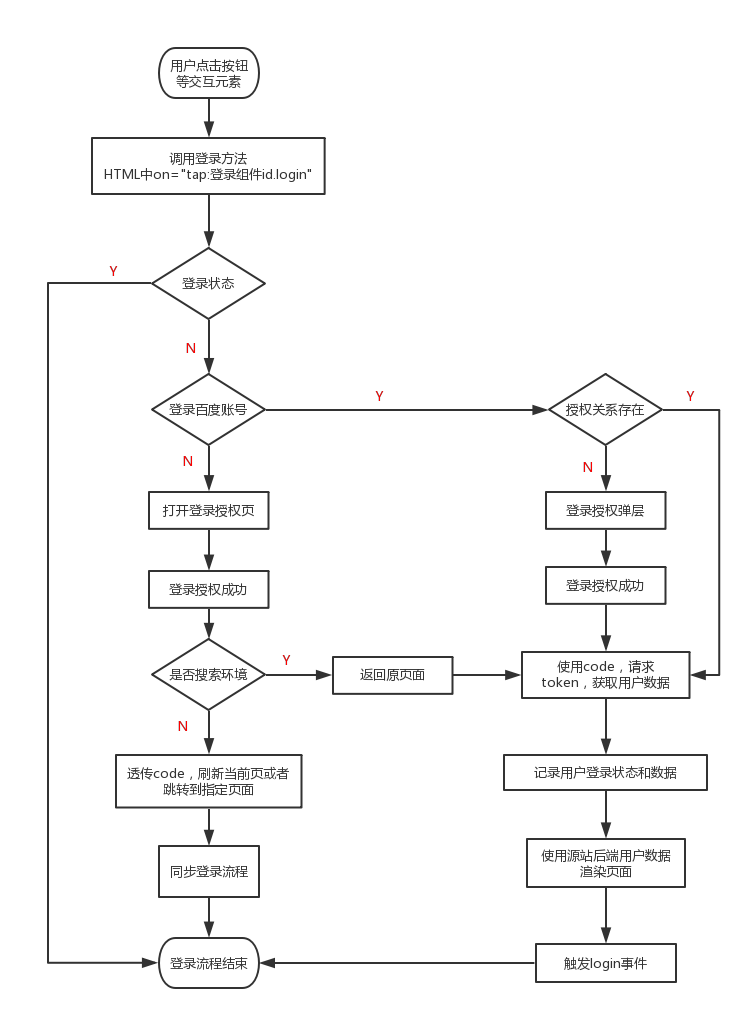 用户点击按钮
等交互元素
调用登录方法
HTML中on="tap:登录组件id.login"
Y
登录状态
N
登录百度账号
Y
授权关系存在
Y
N
N
打开登录授权页
登录授权弹层
登录授权成功
登录授权成功
是否搜索环境
Y
返回原页面
使用code，请求
token，获取用户数据
N
透传code，刷新当前页或者
跳转到指定页面
记录用户登录状态和数据
同步登录流程
使用源站后端用户数据
渲染页面
登录流程结束
触发login事件